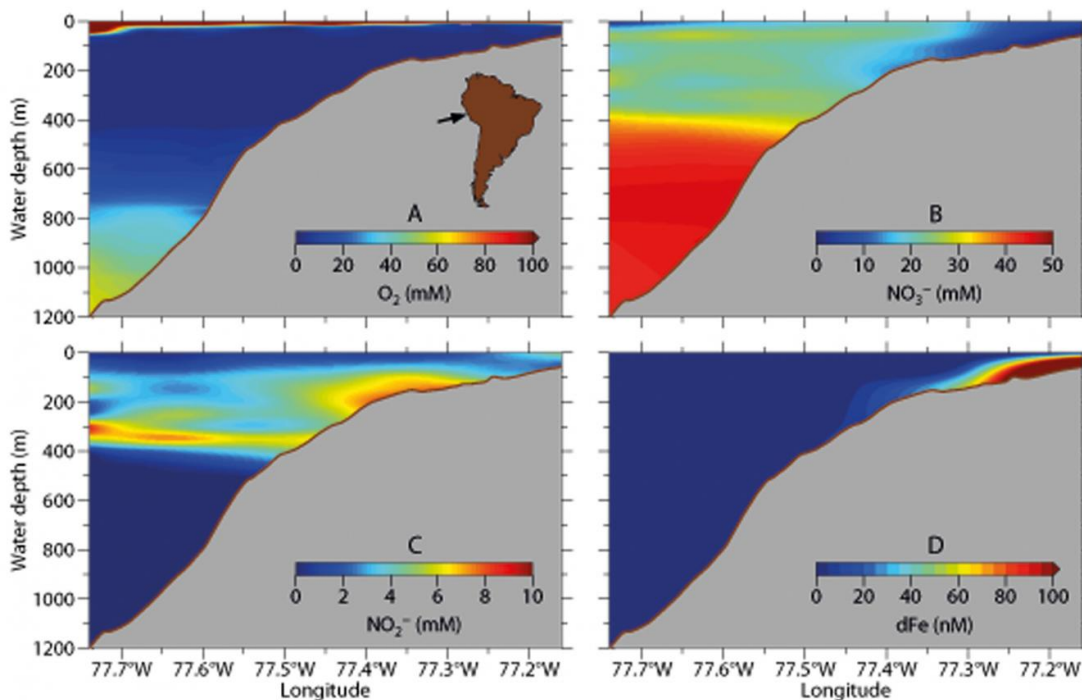 0
200
400
600
800
1000
1200
Water depth (m)
A
0 20 40 60 80 100
O₂ (mM)
B
0 10 20 30 40 50
NO₃⁻ (mM)
0
200
400
600
800
1000
1200
Water depth (m)
C
0 2 4 6 8 10
NO₂⁻ (mM)
D
0 20 40 60 80 100
dFe (nM)
77.7°W 77.6°W 77.5°W 77.4°W 77.3°W 77.2°W
Longitude
77.7°W 77.6°W 77.5°W 77.4°W 77.3°W 77.2°W
Longitude